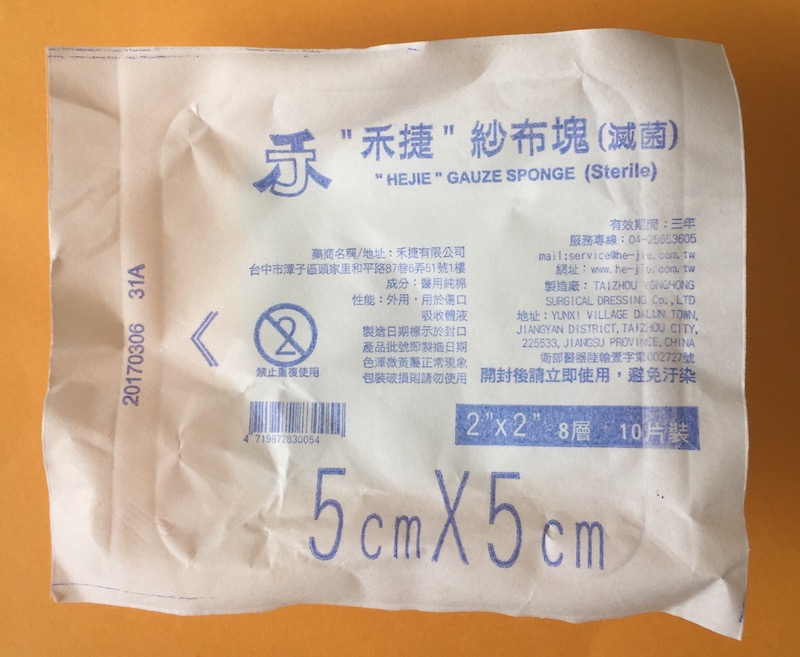 禾 "禾捷" 紗布塊(滅菌)
"HEJIE" GAUZE SPONGE (Sterile)
有效期間:三年
服務專線:04-25653605
mail:service@he-jie.com.tw
網址:www.he-jie.com.tw
製造廠:TAIZHOU YONGHONG
SURGICAL DRESSING Co.,LTD
地址:YUNXI VILLAGE DALUN TOWN,
JIANGYAN DISTRICT,TAIZHOU CITY,
225533, JIANGSU PROVINCE,CHINA
衛部醫器陸輸壹字第002727號
開封後請立即使用,避免汙染
藥商名稱/地址:禾捷有限公司
台中市潭子區頭家里和平路87巷6弄51號1樓
成分:醫用純棉
性能:外用,用於傷口
吸收體液
製造日期標示於封口
產品批號即製造日期
色澤微黃屬正常現象
包裝破損則請勿使用
2
禁止重複使用
4 719872830054
2"x2" 8層 10片裝
5cmX5cm
20170306 31A